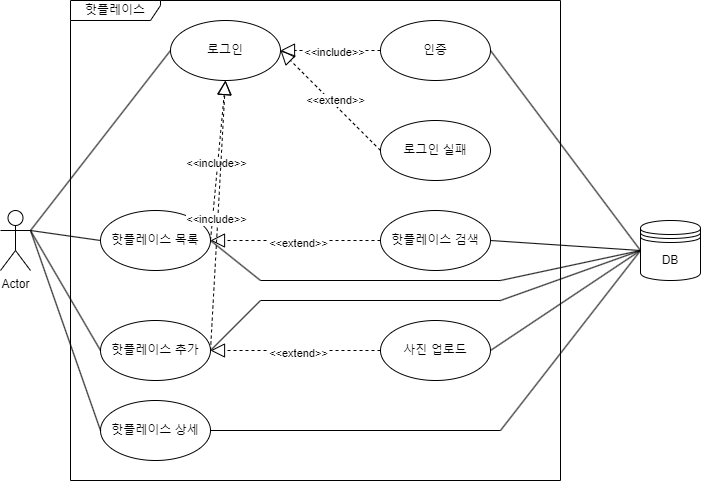 핫플레이스
로그인
<<include>>
인증
<<extend>>
로그인 실패
<<include>>
<<include>>
핫플레이스 목록
<<extend>>
핫플레이스 검색
DB
Actor
핫플레이스 추가
<<extend>>
사진 업로드
핫플레이스 상세